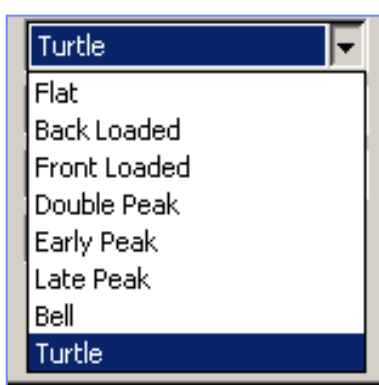 Turtle
Flat
Back Loaded
Front Loaded
Double Peak
Early Peak
Late Peak
Bell
Turtle